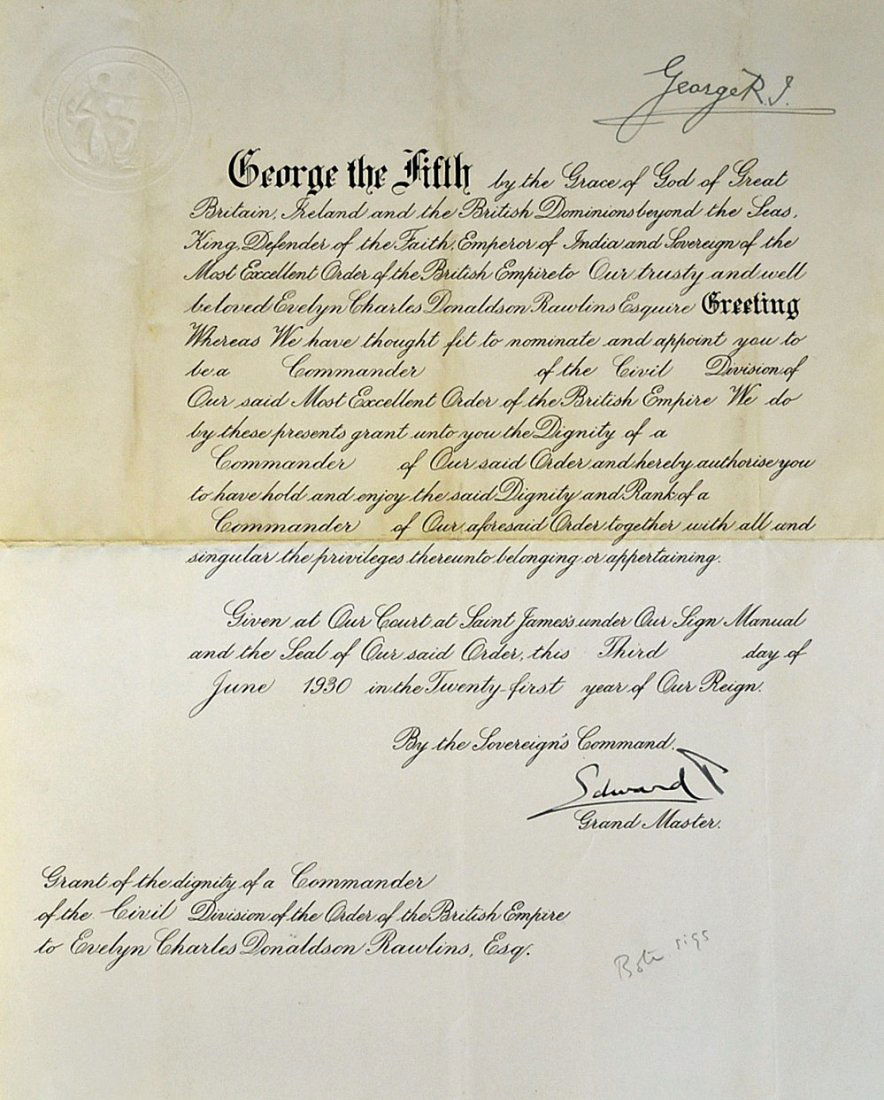 George R.I.
George the Fifth by the Grace of God of Great
Britain, Ireland and the British Dominions beyond the Seas,
King, Defender of the Faith, Emperor of India and Sovereign of the
Most Excellent Order of the British Empire to Our trusty and well
beloved Evelyn Charles Donaldson Rawlins Esquire Greeting
Whereas We have thought fit to nominate and appoint you to
be a Commander of the Civil Division of
Our said Most Excellent Order of the British Empire We do
by these presents grant unto you the Dignity of a
Commander of Our said Order and hereby authorise you
to have hold and enjoy the said Dignity and Rank of a
Commander of Our aforesaid Order together with all and
singular the privileges thereunto belonging or appertaining.
Given at Our Court at Saint James's under Our Sign Manual
and the Seal of Our said Order, this Third day of
June 1930 in the Twenty-first year of Our Reign.
By the Sovereign's Command.
Edward P
Grand Master.
Grant of the dignity of a Commander
of the Civil Division of the Order of the British Empire
to Evelyn Charles Donaldson Rawlins, Esq.
Both sigs